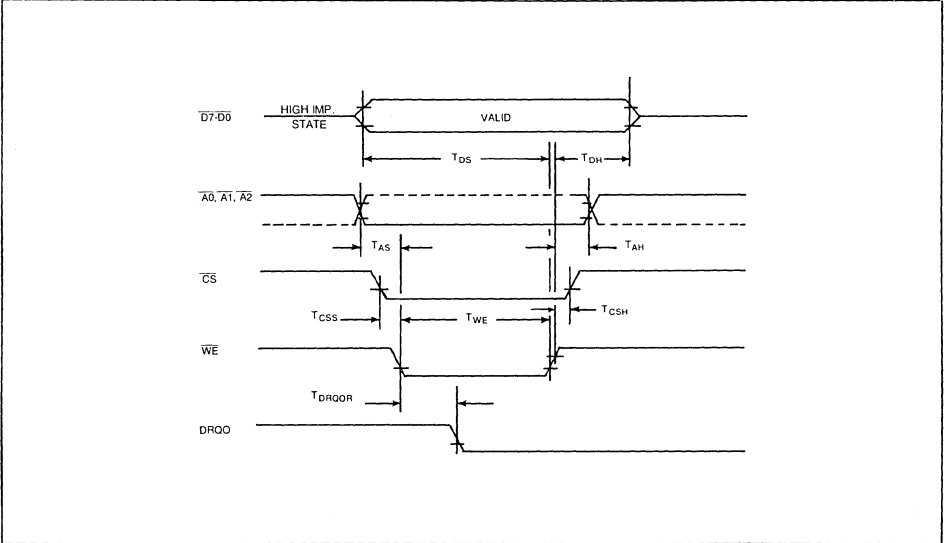 D7-D0
HIGH IMP.
STATE
VALID
TDS
TDH
A0, A1, A2
TAS
TAH
CS
TCSS
TWE
TCSH
WE
TDRQOR
DRQO